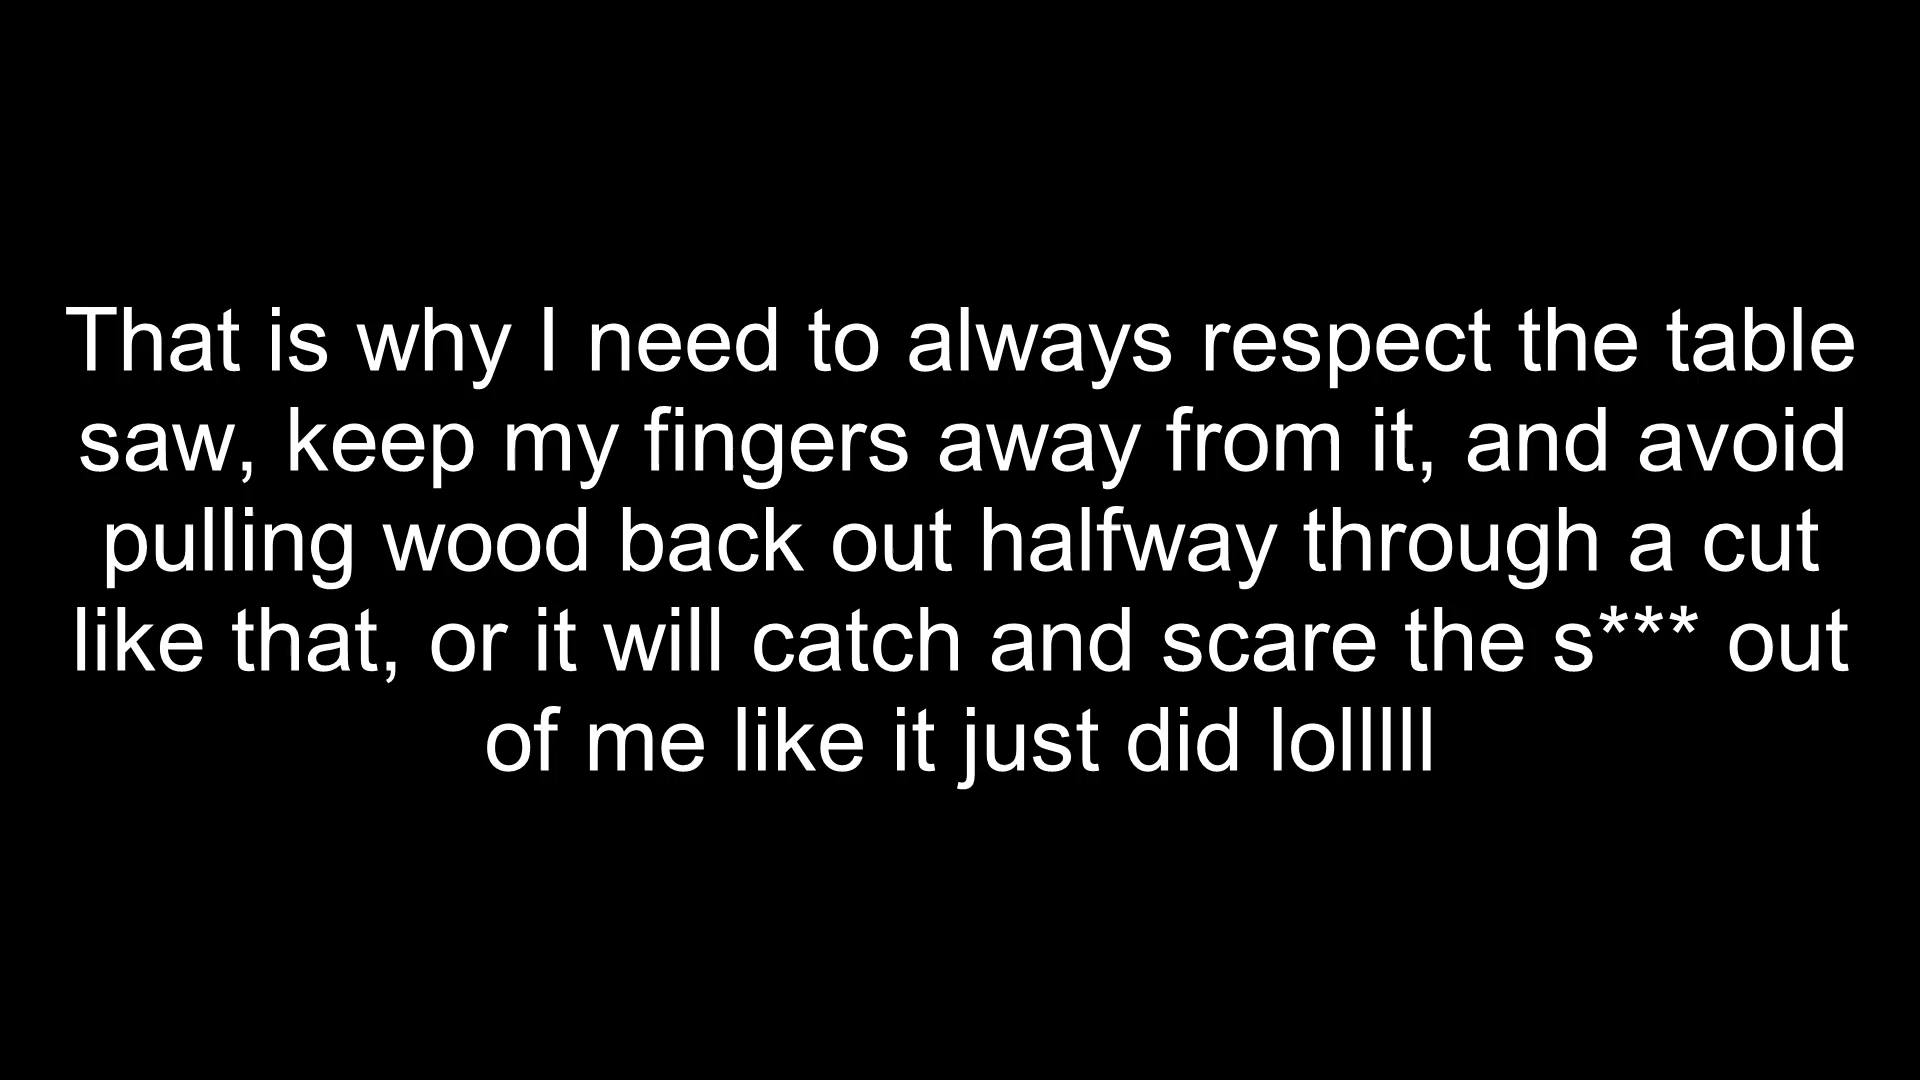 That is why I need to always respect the table
saw, keep my fingers away from it, and avoid
pulling wood back out halfway through a cut
like that, or it will catch and scare the s*** out
of me like it just did lolllll